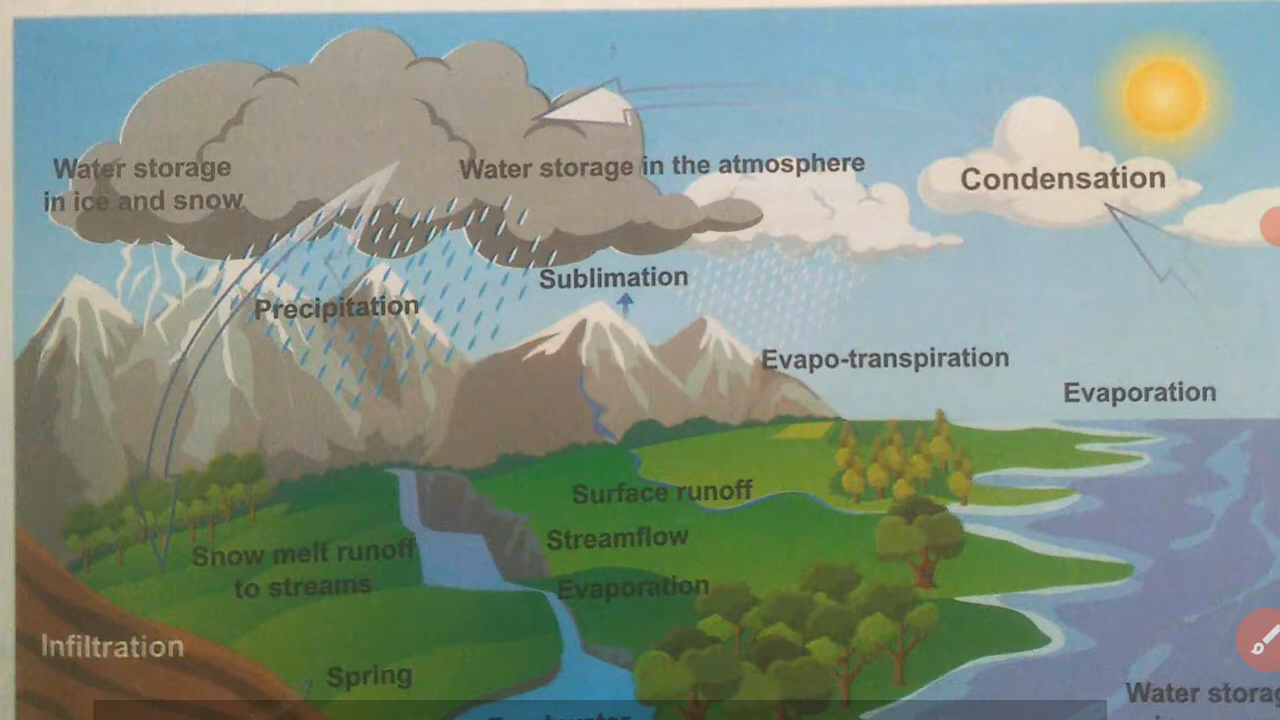 Water storage
in ice and snow
Water storage in the atmosphere
Condensation
Sublimation
Precipitation
Evapo-transpiration
Evaporation
Surface runoff
Streamflow
Snow melt runoff
to streams
Evaporation
Infiltration
Spring
Water